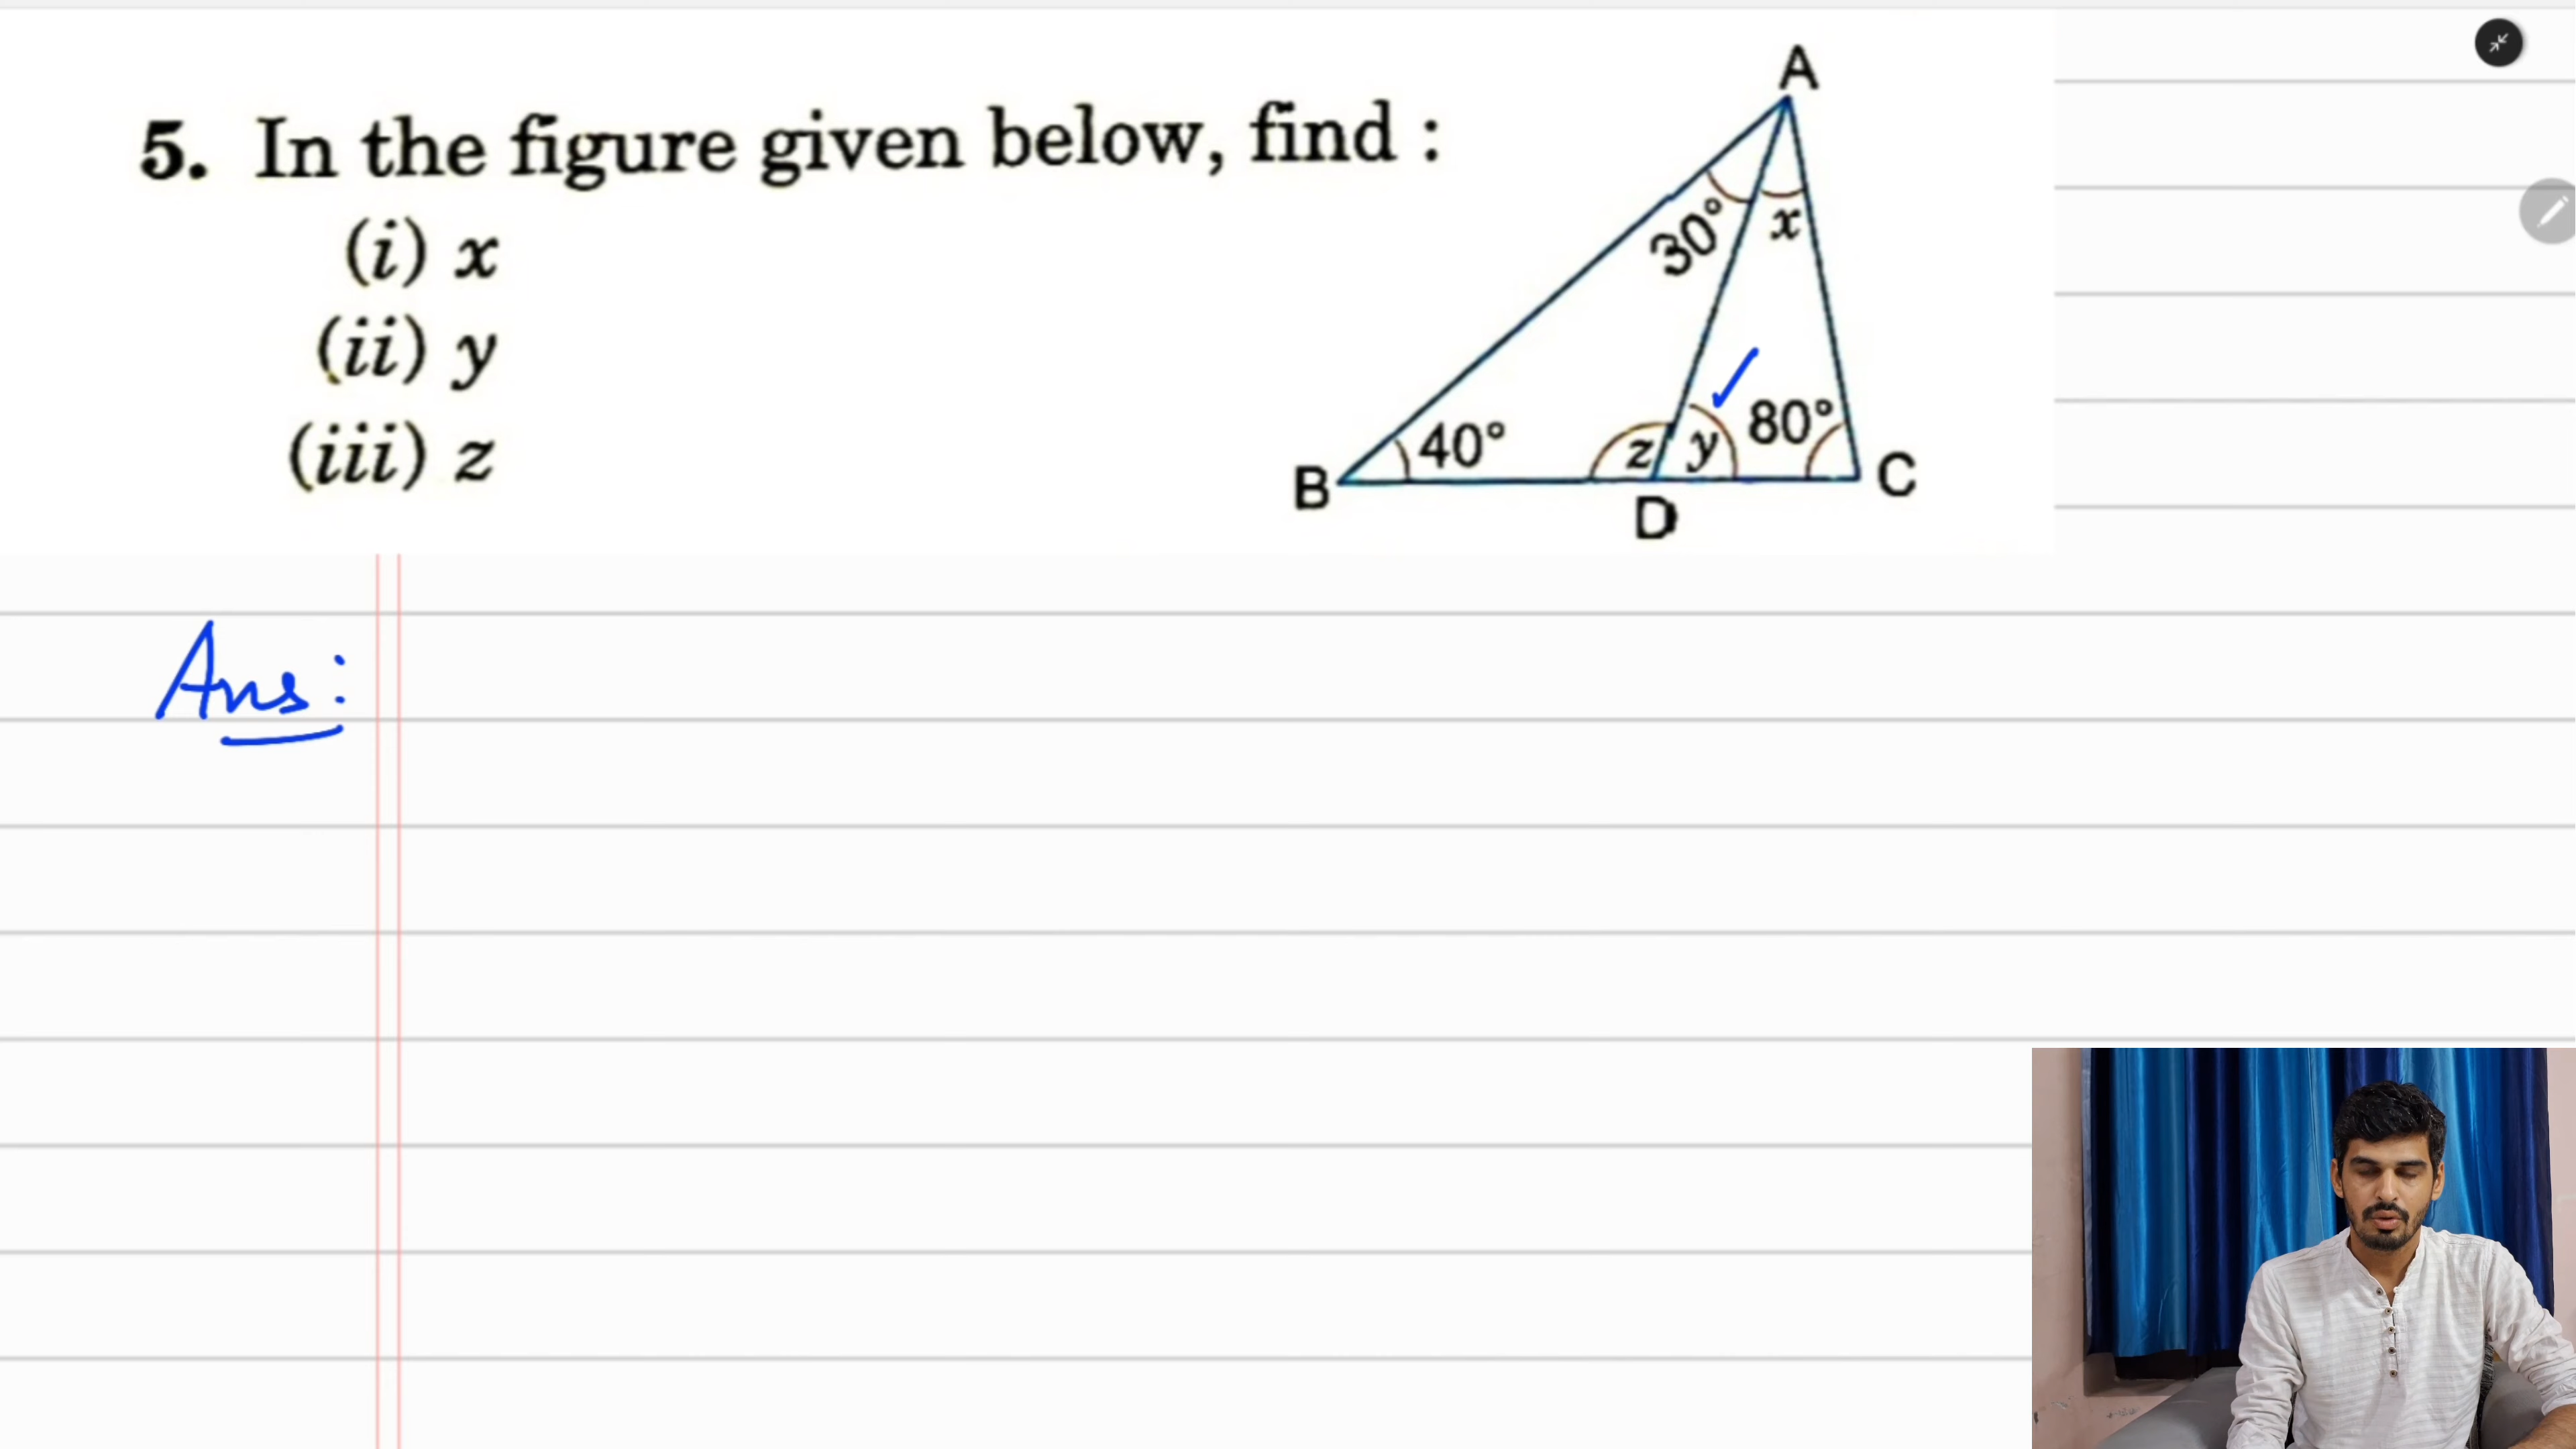 5. In the figure given below, find :
(i) x
(ii) y
(iii) z
A
30°
x
40°
z
y
80°
B
D
C
Ans: